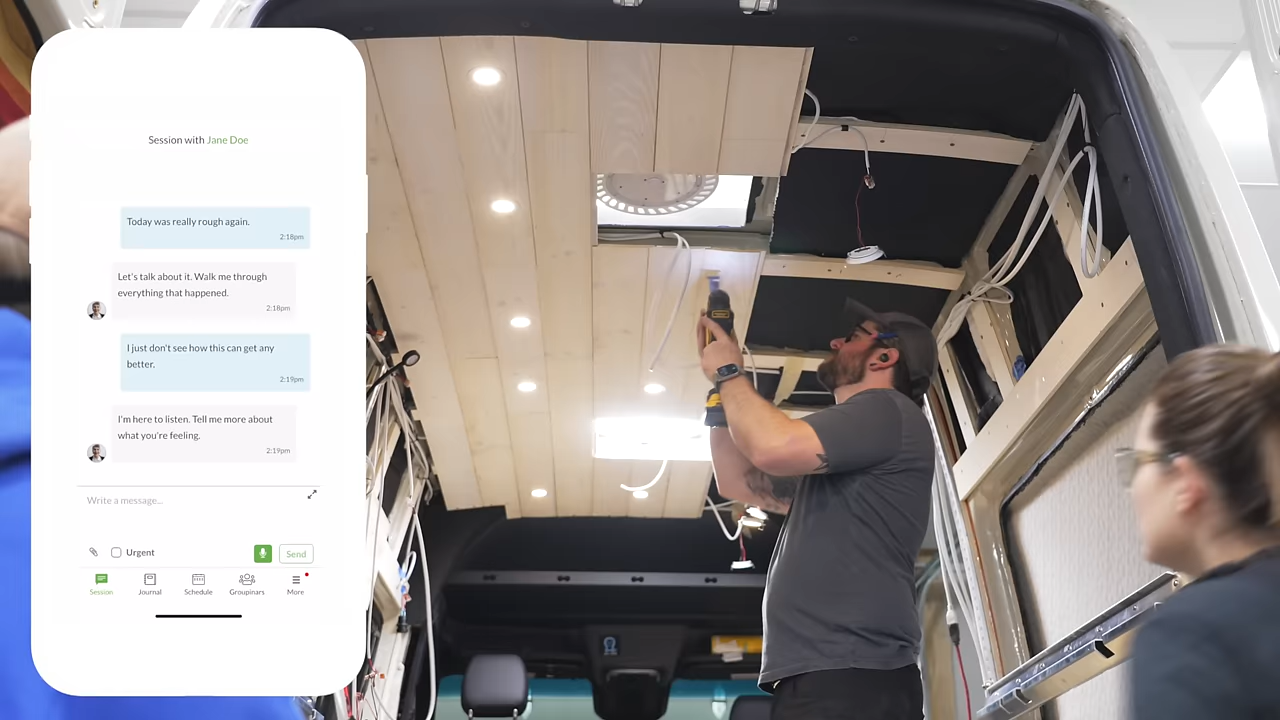 Session with Jane Doe
Today was really rough again.
2:18pm
Let's talk about it. Walk me through
everything that happened.
2:18pm
I just don't see how this can get any
better.
2:19pm
I'm here to listen. Tell me more about
what you're feeling.
2:19pm
Write a message...
Urgent
Send
Session
Journal
Schedule
Groupinars
More